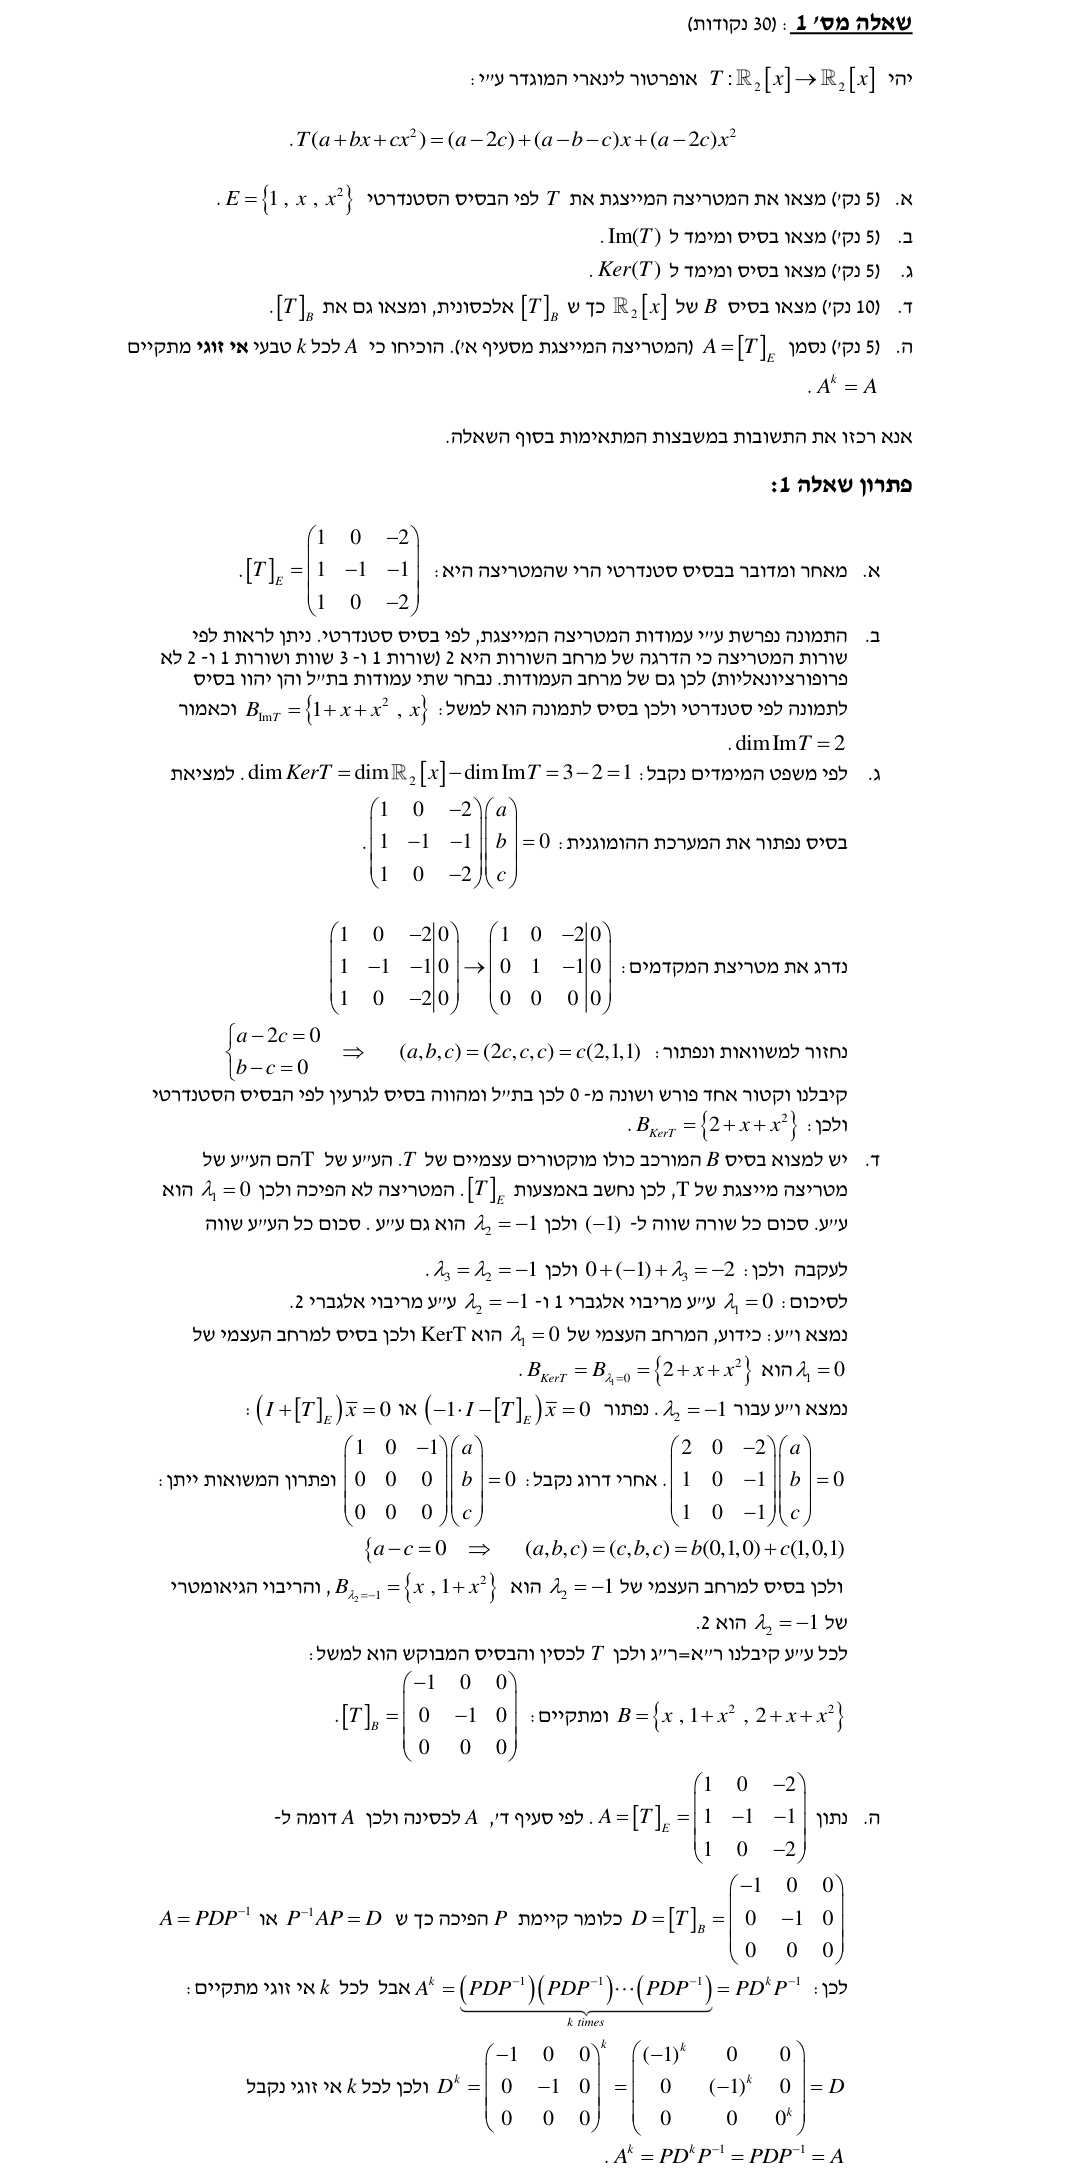 שאלה מס׳ 1 : (30 נקודות)
יהי T : ℝ₂[x] → ℝ₂[x] אופרטור לינארי המוגדר ע״י :
.T(a+bx+cx²) = (a−2c)+(a−b−c)x+(a−2c)x²
א. (5 נק׳) מצאו את המטריצה המייצגת את T לפי הבסיס הסטנדרטי E = {1 , x , x²} .
ב. (5 נק׳) מצאו בסיס ומימד ל Im(T) .
ג. (5 נק׳) מצאו בסיס ומימד ל Ker(T) .
ד. (10 נק׳) מצאו בסיס B של ℝ₂[x] כך ש [T]_B אלכסונית, ומצאו גם את [T]_B .
ה. (5 נק׳) נסמן A = [T]_E (המטריצה המייצגת מסעיף א׳). הוכיחו כי A לכל k טבעי אי זוגי מתקיים
. A^k = A
אנא רכזו את התשובות במשבצות המתאימות בסוף השאלה.
פתרון שאלה 1:
א. מאחר ומדובר בבסיס סטנדרטי הרי שהמטריצה היא : [T]_E = (1 0 −2 ; 1 −1 −1 ; 1 0 −2) .
ב. התמונה נפרשת ע״י עמודות המטריצה המייצגת, לפי בסיס סטנדרטי. ניתן לראות לפי
שורות המטריצה כי הדרגה של מרחב השורות היא 2 (שורות 1 ו- 3 שוות ושורות 1 ו- 2 לא
פרופורציונאליות) לכן גם של מרחב העמודות. נבחר שתי עמודות בת״ל והן יהוו בסיס
לתמונה לפי סטנדרטי ולכן בסיס לתמונה הוא למשל : B_ImT = {1+x+x² , x} וכאמור
. dim Im T = 2
ג. לפי משפט המימדים נקבל : dim KerT = dim ℝ₂[x] − dim Im T = 3−2 = 1 . למציאת
בסיס נפתור את המערכת ההומוגנית : (1 0 −2 ; 1 −1 −1 ; 1 0 −2)(a ; b ; c) = 0 .
נדרג את מטריצת המקדמים : (1 0 −2|0 ; 1 −1 −1|0 ; 1 0 −2|0) → (1 0 −2|0 ; 0 1 −1|0 ; 0 0 0|0)
נחזור למשוואות ונפתור : {a−2c = 0 ; b−c = 0 ⇒ (a,b,c) = (2c,c,c) = c(2,1,1)
קיבלנו וקטור אחד פורש ושונה מ- 0 לכן בת״ל ומהווה בסיס לגרעין לפי הבסיס הסטנדרטי
ולכן : B_KerT = {2+x+x²} .
ד. יש למצוא בסיס B המורכב כולו מוקטורים עצמיים של T. הע״ע של T הם הע״ע של
מטריצה מייצגת של T, לכן נחשב באמצעות [T]_E . המטריצה לא הפיכה ולכן λ₁ = 0 הוא
ע״ע. סכום כל שורה שווה ל- (−1) ולכן λ₂ = −1 הוא גם ע״ע . סכום כל הע״ע שווה
לעקבה ולכן : 0+(−1)+λ₃ = −2 ולכן λ₃ = λ₂ = −1 .
לסיכום : λ₁ = 0 ע״ע מריבוי אלגברי 1 ו- λ₂ = −1 ע״ע מריבוי אלגברי 2.
נמצא ו״ע : כידוע, המרחב העצמי של λ₁ = 0 הוא KerT ולכן בסיס למרחב העצמי של
λ₁ = 0 הוא B_KerT = B_λ₁=0 = {2+x+x²} .
נמצא ו״ע עבור λ₂ = −1 . נפתור (−1·I−[T]_E)x̄ = 0 או (I+[T]_E)x̄ = 0 :
(2 0 −2 ; 1 0 −1 ; 1 0 −1)(a ; b ; c) = 0 . אחרי דרוג נקבל : (1 0 −1 ; 0 0 0 ; 0 0 0)(a ; b ; c) = 0 ופתרון המשואות ייתן :
{a−c = 0 ⇒ (a,b,c) = (c,b,c) = b(0,1,0)+c(1,0,1)
ולכן בסיס למרחב העצמי של λ₂ = −1 הוא B_λ₂=−1 = {x , 1+x²} , והריבוי הגיאומטרי
של λ₂ = −1 הוא 2.
לכל ע״ע קיבלנו ר״א=ר״ג ולכן T לכסין והבסיס המבוקש הוא למשל :
B = {x , 1+x² , 2+x+x²} ומתקיים : [T]_B = (−1 0 0 ; 0 −1 0 ; 0 0 0) .
ה. נתון A = [T]_E = (1 0 −2 ; 1 −1 −1 ; 1 0 −2) . לפי סעיף ד׳, A לכסינה ולכן A דומה ל-
D = [T]_B = (−1 0 0 ; 0 −1 0 ; 0 0 0) כלומר קיימת P הפיכה כך ש P⁻¹AP = D או A = PDP⁻¹
לכן : A^k = (PDP⁻¹)(PDP⁻¹)···(PDP⁻¹) = PD^kP⁻¹ אבל לכל k אי זוגי מתקיים :
k times
D^k = (−1 0 0 ; 0 −1 0 ; 0 0 0)^k = ((−1)^k 0 0 ; 0 (−1)^k 0 ; 0 0 0^k) = D ולכן לכל k אי זוגי נקבל
. A^k = PD^kP⁻¹ = PDP⁻¹ = A